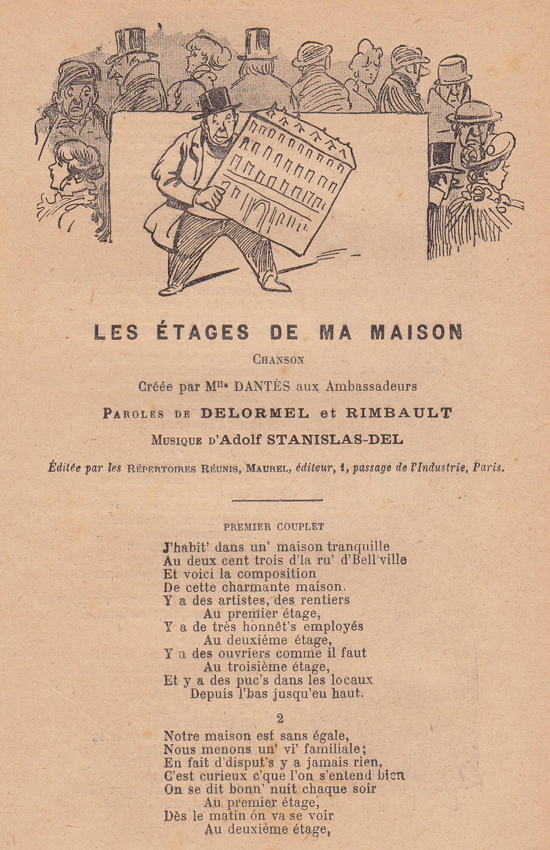 LES ÉTAGES DE MA MAISON
CHANSON
Créée par Mlle DANTÈS aux Ambassadeurs
PAROLES DE DELORMEL et RIMBAULT
MUSIQUE D'Adolf STANISLAS-DEL
Éditée par les RÉPERTOIRES RÉUNIS, MAUREL, éditeur, 1, passage de l'Industrie, Paris.
PREMIER COUPLET
J'habit' dans un' maison tranquille
Au deux cent trois d'la ru' d'Bell'ville
Et voici la composition
De cette charmante maison.
Y a des artistes, des rentiers
Au premier étage,
Y a de très honnêt's employés
Au deuxième étage,
Y a des ouvriers comme il faut
Au troisième étage,
Et y a des puc's dans les locaux
Depuis l'bas jusqu'eu haut.
2
Notre maison est sans égale,
Nous menons un' vi' familiale;
En fait d'disput's y a jamais rien,
C'est curieux c'que l'on s'entend bien
On se dit bonn' nuit chaque soir
Au premier étage,
Dès le matin on va se voir
Au deuxième étage,